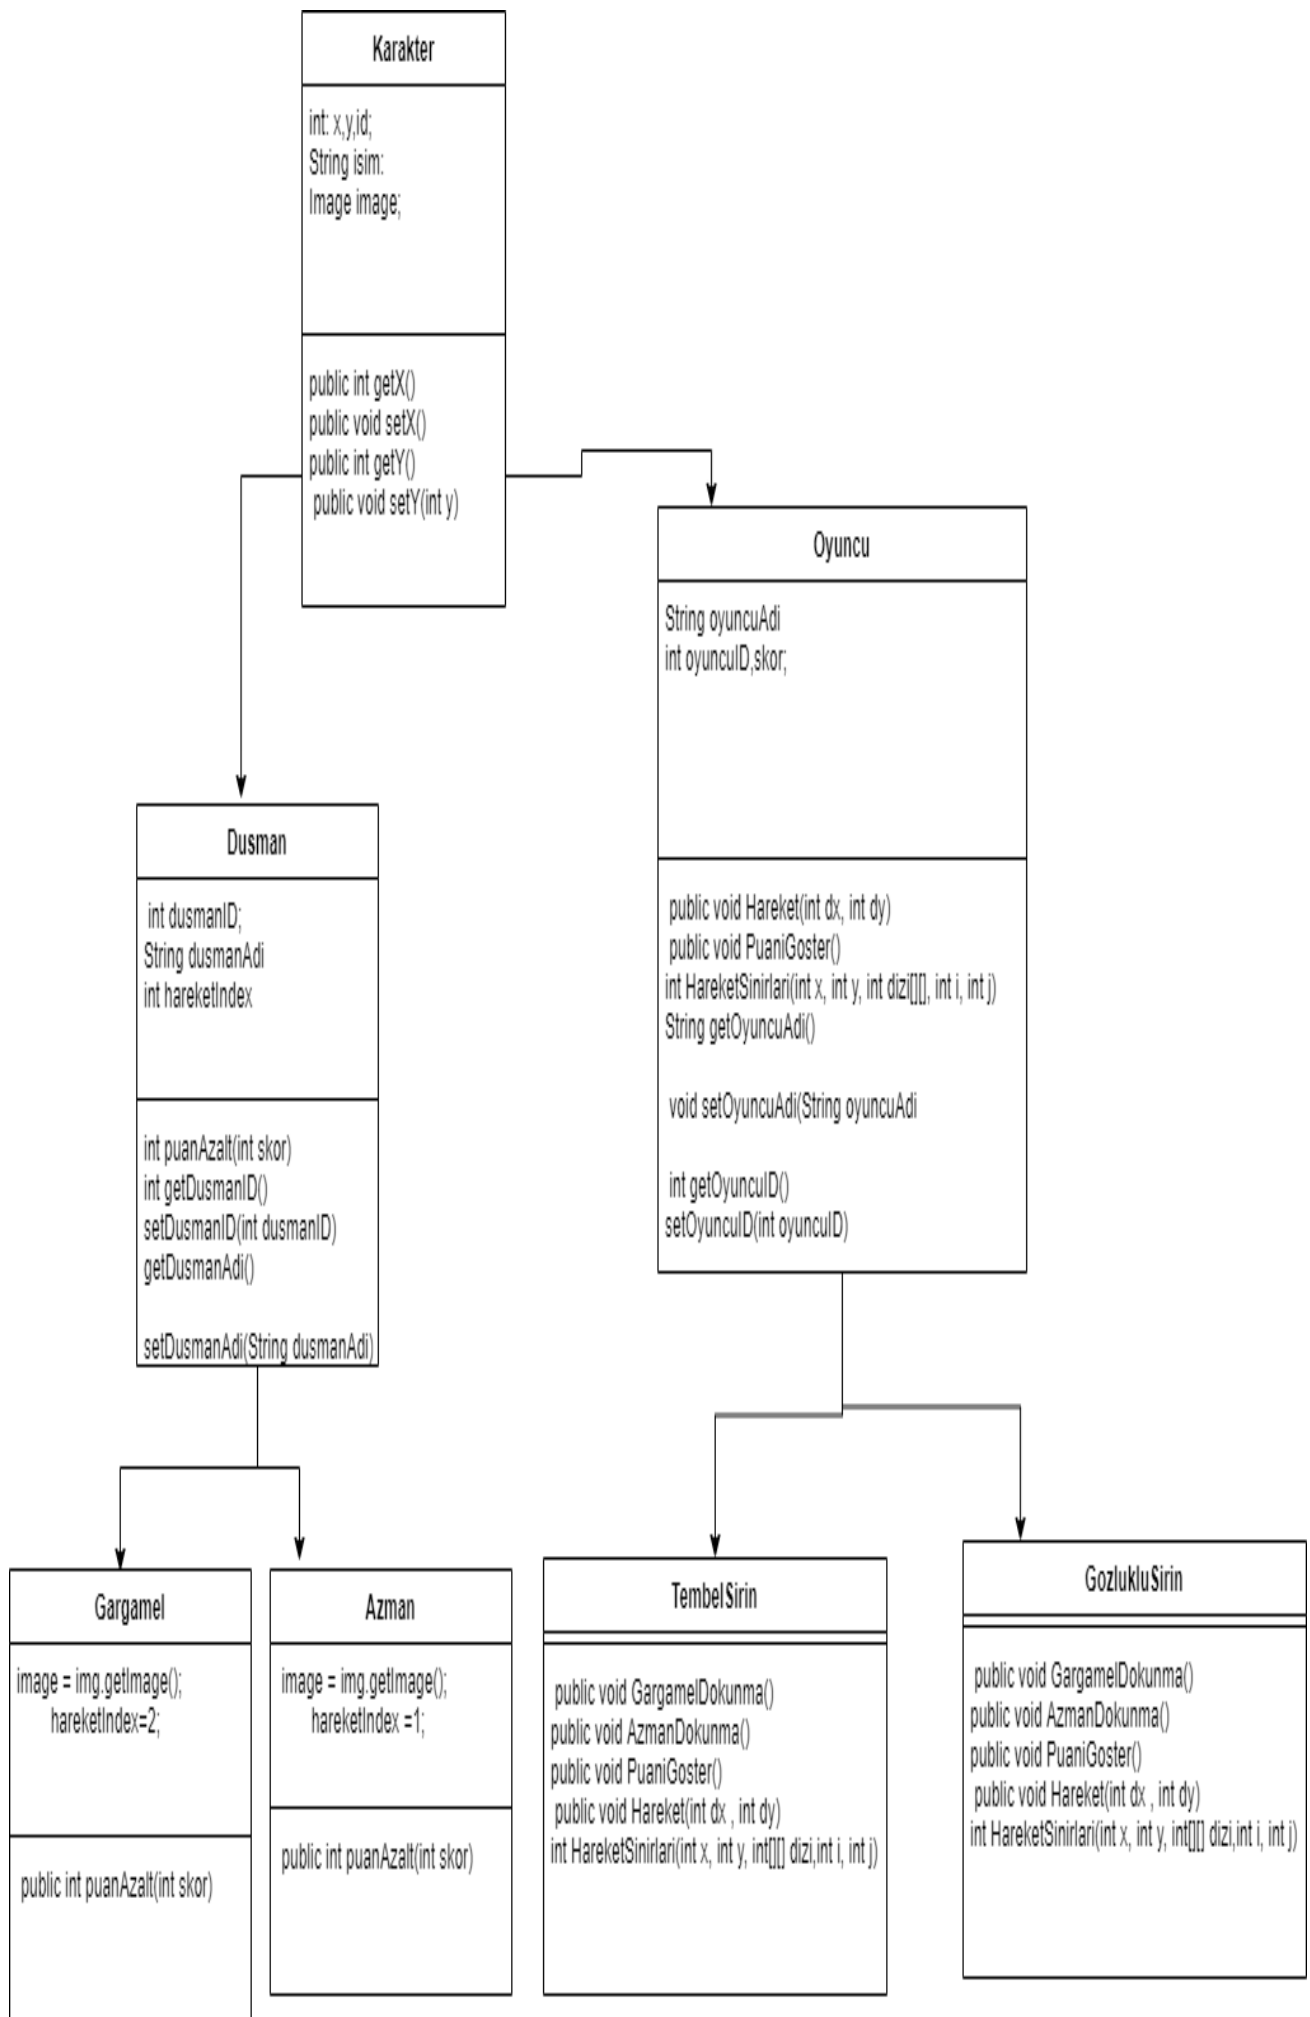 Karakter
int: x,y,id;
String isim:
Image image;
public int getX()
public void setX()
public int getY()
public void setY(int y)
Oyuncu
String oyuncuAdi
int oyuncuID,skor;
public void Hareket(int dx, int dy)
public void PuaniGoster()
int HareketSinirlari(int x, int y, int dizi[][], int i, int j)
String getOyuncuAdi()
void setOyuncuAdi(String oyuncuAdi
int getOyuncuID()
setOyuncuID(int oyuncuID)
Dusman
int dusmanID;
String dusmanAdi
int hareketIndex
int puanAzalt(int skor)
int getDusmanID()
setDusmanID(int dusmanID)
getDusmanAdi()
setDusmanAdi(String dusmanAdi)
Gargamel
image = img.getImage();
hareketIndex=2;
public int puanAzalt(int skor)
Azman
image = img.getImage();
hareketIndex =1;
public int puanAzalt(int skor)
TembelSirin
public void GargamelDokunma()
public void AzmanDokunma()
public void PuaniGoster()
public void Hareket(int dx , int dy)
int HareketSinirlari(int x, int y, int[][] dizi,int i, int j)
GozlukluSirin
public void GargamelDokunma()
public void AzmanDokunma()
public void PuaniGoster()
public void Hareket(int dx , int dy)
int HareketSinirlari(int x, int y, int[][] dizi,int i, int j)